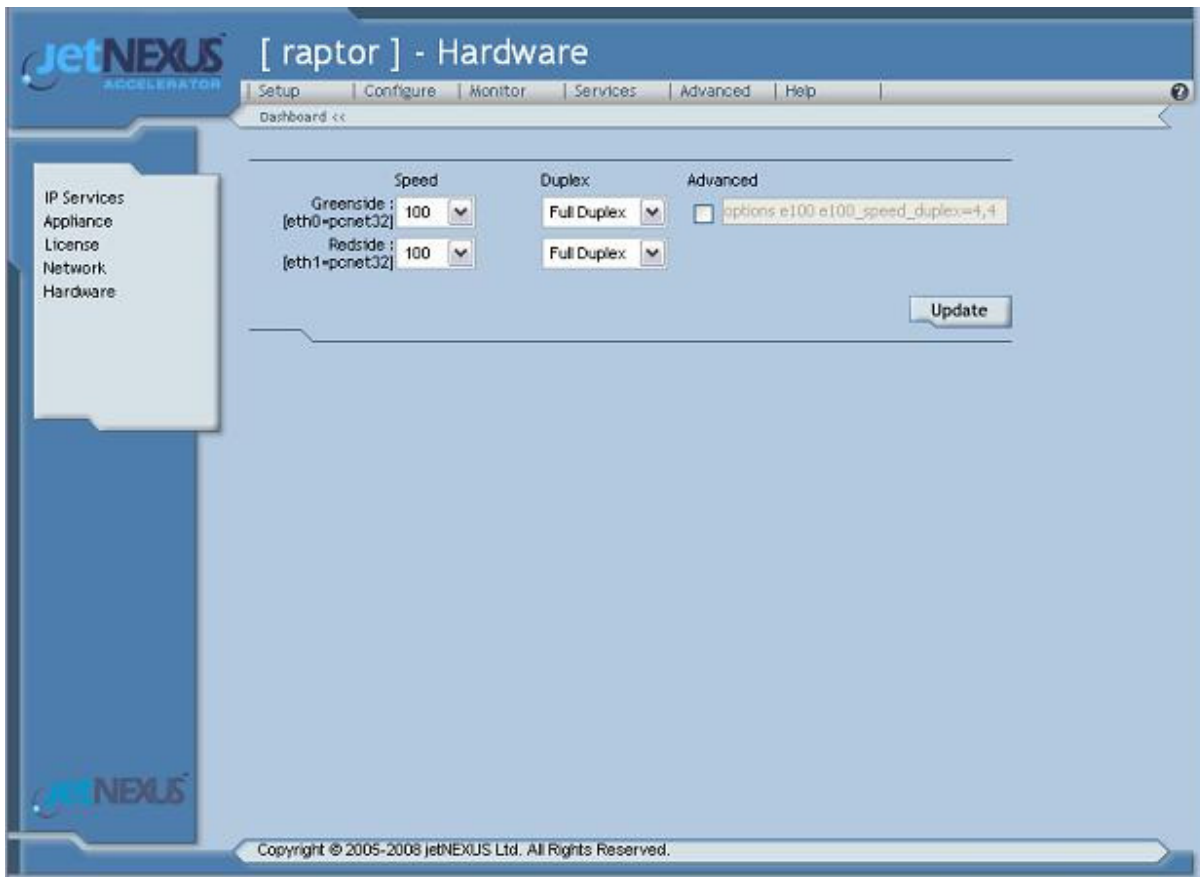 jetNEXUS
ACCELERATOR
[ raptor ] - Hardware
| Setup | Configure | Monitor | Services | Advanced | Help |
?
Dashboard <<
IP Services
Appliance
License
Network
Hardware
Speed Duplex Advanced
Greenside :
[eth0=pcnet32] 100 Full Duplex options e100 e100_speed_duplex=4,4
Redside :
[eth1=pcnet32] 100 Full Duplex
Update
jetNEXUS
Copyright © 2005-2008 jetNEXUS Ltd. All Rights Reserved.